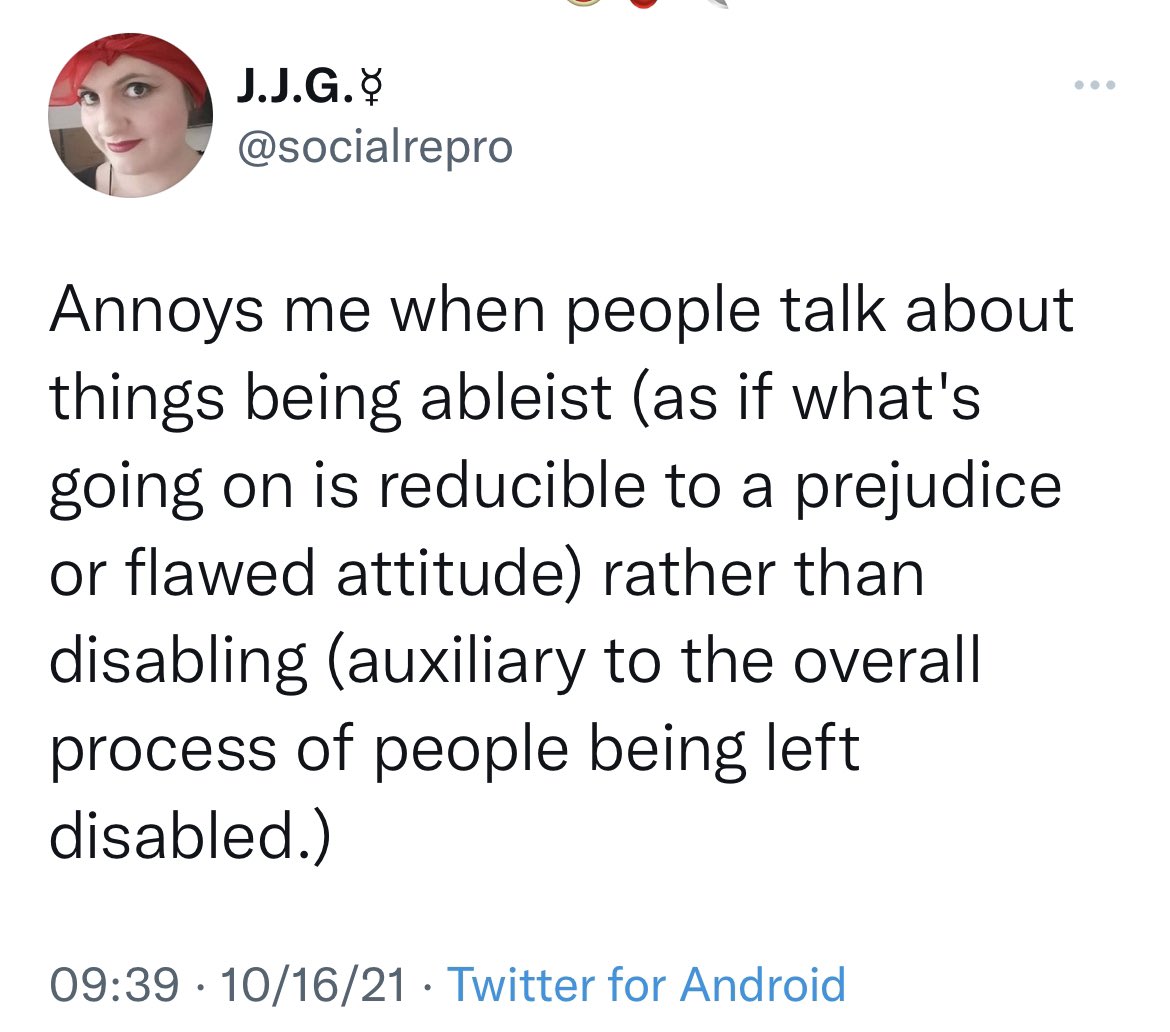 J.J.G.☿
@socialrepro
Annoys me when people talk about
things being ableist (as if what's
going on is reducible to a prejudice
or flawed attitude) rather than
disabling (auxiliary to the overall
process of people being left
disabled.)
09:39 · 10/16/21 · Twitter for Android